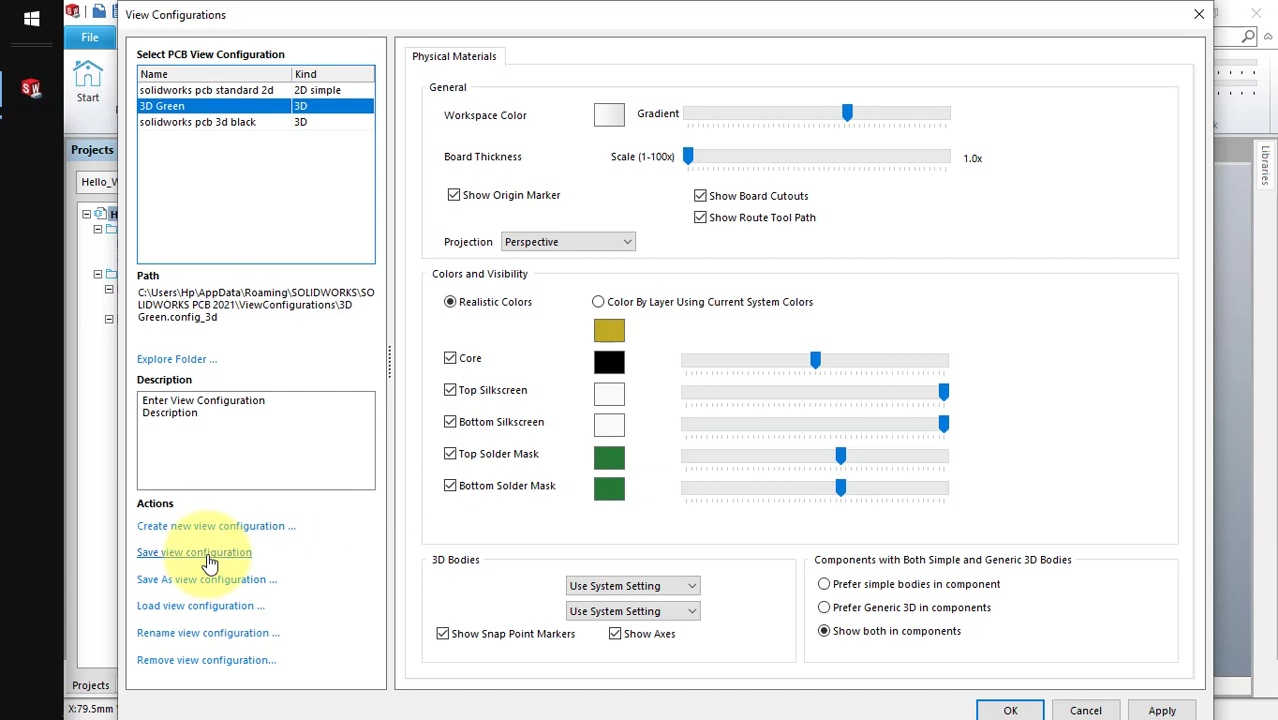 View Configurations
File
Start
Projects
Hello_W
H
Projects
X:79.5mm
Select PCB View Configuration
Name Kind
solidworks pcb standard 2d 2D simple
3D Green 3D
solidworks pcb 3d black 3D
Path
C:\Users\Hp\AppData\Roaming\SOLIDWORKS\SO
LIDWORKS PCB 2021\ViewConfigurations\3D
Green.config_3d
Explore Folder ...
Description
Enter View Configuration
Description
Actions
Create new view configuration ...
Save view configuration
Save As view configuration ...
Load view configuration ...
Rename view configuration ...
Remove view configuration...
Physical Materials
General
Workspace Color Gradient
Board Thickness Scale (1-100x) 1.0x
Show Origin Marker Show Board Cutouts
Show Route Tool Path
Projection Perspective
Colors and Visibility
Realistic Colors Color By Layer Using Current System Colors
Core
Top Silkscreen
Bottom Silkscreen
Top Solder Mask
Bottom Solder Mask
3D Bodies
Use System Setting
Use System Setting
Show Snap Point Markers Show Axes
Components with Both Simple and Generic 3D Bodies
Prefer simple bodies in component
Prefer Generic 3D in components
Show both in components
OK Cancel Apply
Libraries